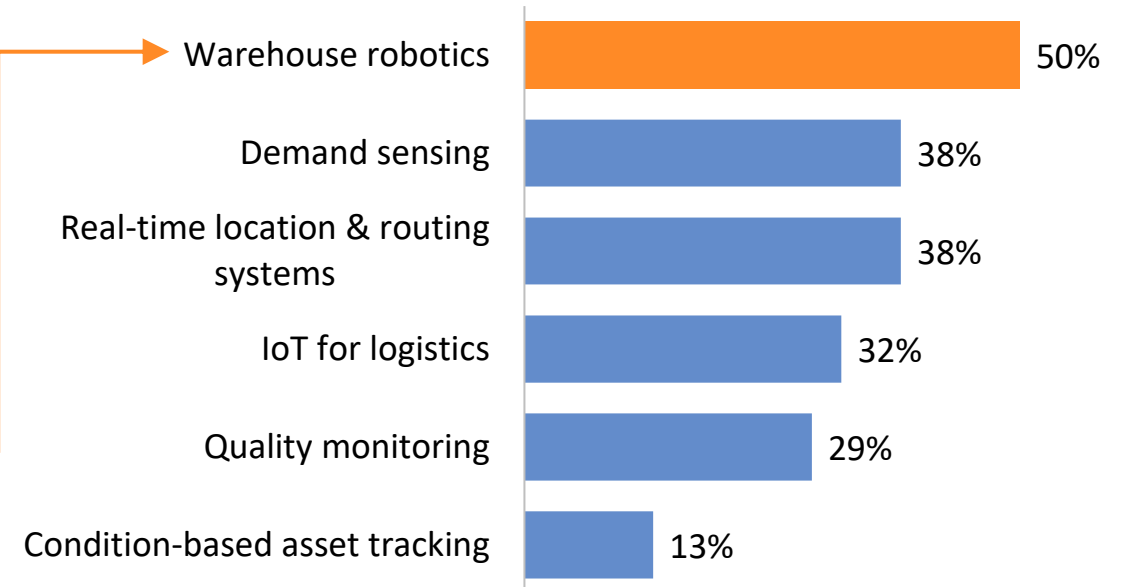 Warehouse robotics 50%
Demand sensing 38%
Real-time location & routing
systems 38%
IoT for logistics 32%
Quality monitoring 29%
Condition-based asset tracking 13%